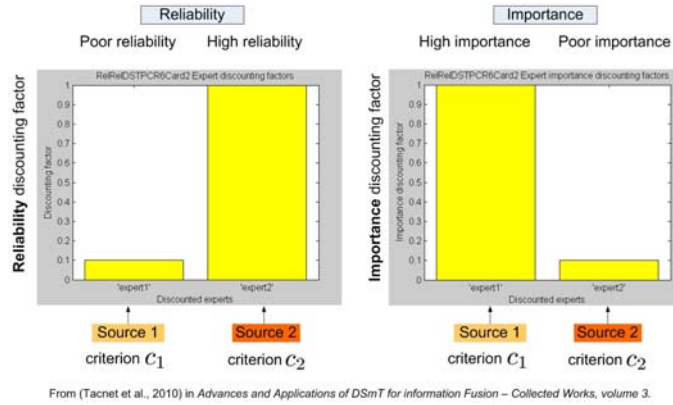 Reliability
Poor reliability High reliability
Reliability discounting factor
RelRelDSTPCR6Card2 Expert discounting factors
Discounting factor
1
0.9
0.8
0.7
0.6
0.5
0.4
0.3
0.2
0.1
0
'expert1' 'expert2'
Discounted experts
Source 1 Source 2
criterion c1 criterion c2
Importance
High importance Poor importance
Importance discounting factor
RelRelDSTPCR6Card2 Expert importance discounting factors
Importance discounting factor
1
0.9
0.8
0.7
0.6
0.5
0.4
0.3
0.2
0.1
0
'expert1' 'expert2'
Discounted experts
Source 1 Source 2
criterion c1 criterion c2
From (Tacnet et al., 2010) in Advances and Applications of DSmT for information Fusion – Collected Works, volume 3.